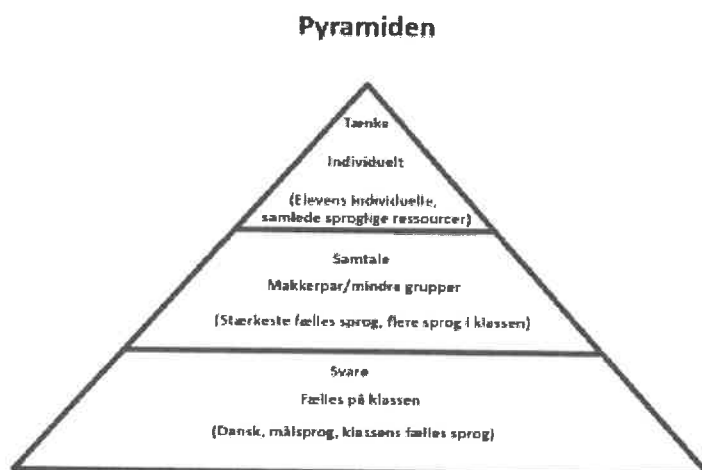 Pyramiden
Tænke
Individuelt
(Elevens individuelle,
samlede sproglige ressourcer)
Samtale
Makkerpar/mindre grupper
(Stærkeste fælles sprog, flere sprog i klassen)
Svare
Fælles på klassen
(Dansk, målsprog, klassens fælles sprog)